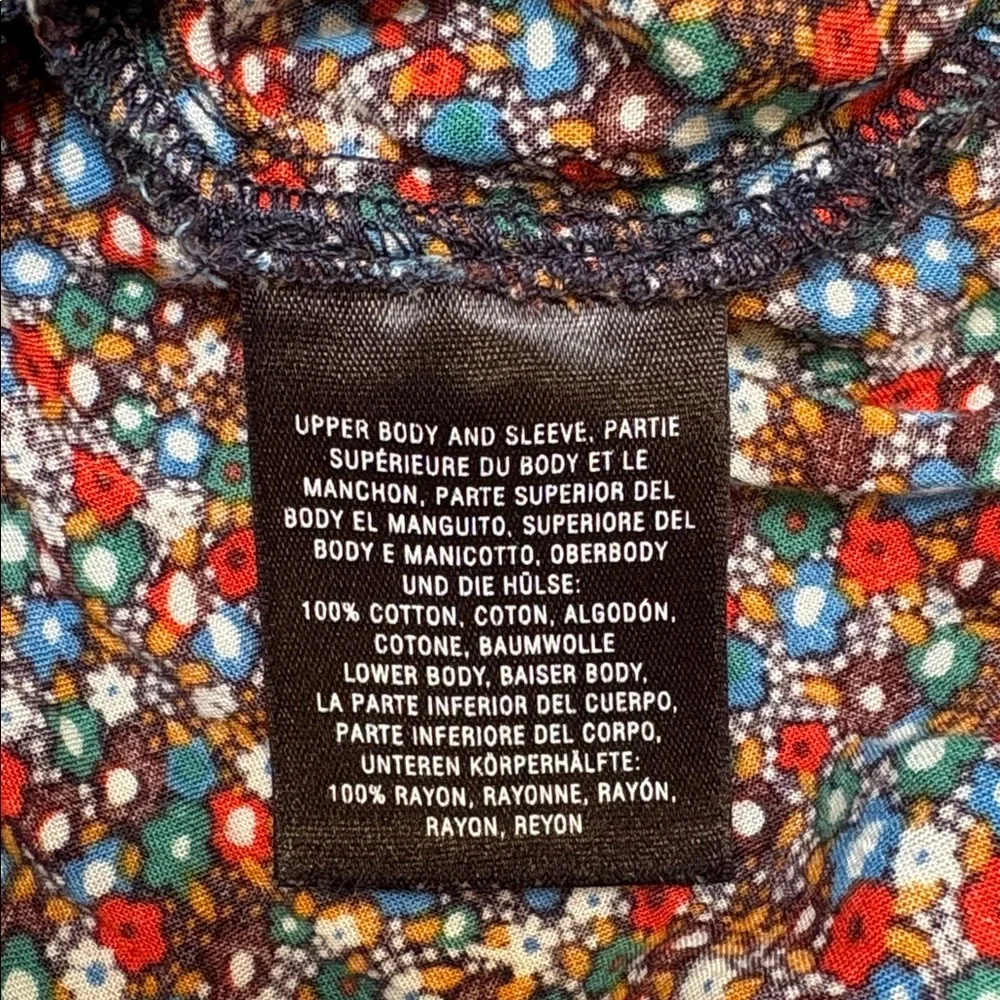 UPPER BODY AND SLEEVE, PARTIE
SUPÉRIEURE DU BODY ET LE
MANCHON, PARTE SUPERIOR DEL
BODY EL MANGUITO, SUPERIORE DEL
BODY E MANICOTTO, OBERBODY
UND DIE HÜLSE:
100% COTTON, COTON, ALGODÓN,
COTONE, BAUMWOLLE
LOWER BODY, BAISER BODY,
LA PARTE INFERIOR DEL CUERPO,
PARTE INFERIORE DEL CORPO,
UNTEREN KÖRPERHÄLFTE:
100% RAYON, RAYONNE, RAYÓN,
RAYON, REYON